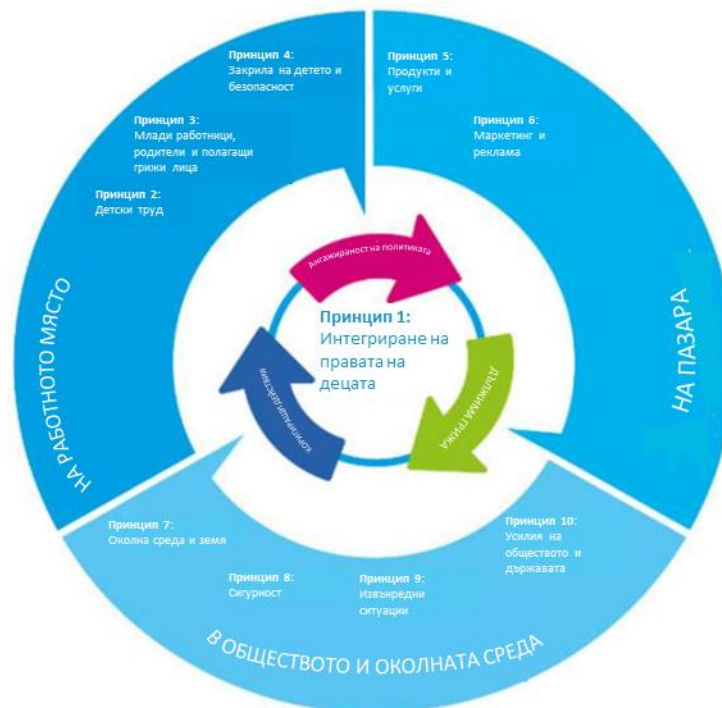 Принцип 4:
Закрила на детето и
безопасност
Принцип 3:
Млади работници,
родители и полагащи
грижи лица
Принцип 2:
Детски труд
НА РАБОТНОТО МЯСТО
Принцип 5:
Продукти и
услуги
Принцип 6:
Маркетинг и
реклама
НА ПАЗАРА
Ангажираност на политиката
Принцип 1:
Интегриране на
правата на
децата
ДЪЛЖИМА ГРИЖА
КОРИГИРАЩИ ДЕЙСТВИЯ
Принцип 7:
Околна среда и земя
Принцип 8:
Сигурност
Принцип 9:
Извънредни
ситуации
Принцип 10:
Усилия на
обществото и
държавата
В ОБЩЕСТВОТО И ОКОЛНАТА СРЕДА